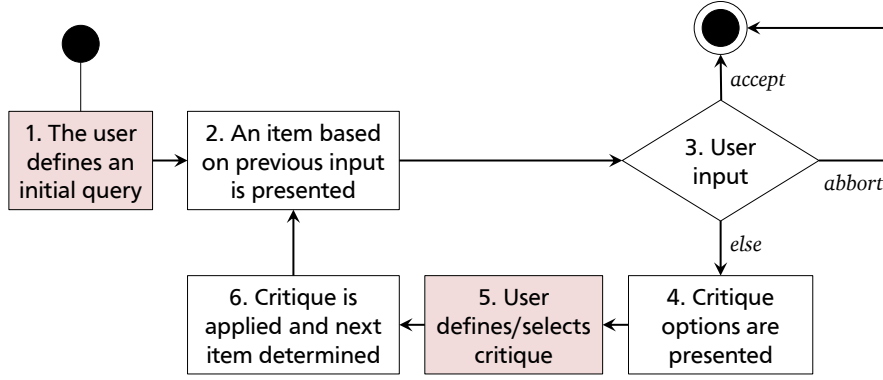 1. The user
defines an
initial query
2. An item based
on previous input
is presented
3. User
input
accept
abbort
else
4. Critique
options are
presented
5. User
defines/selects
critique
6. Critique is
applied and next
item determined